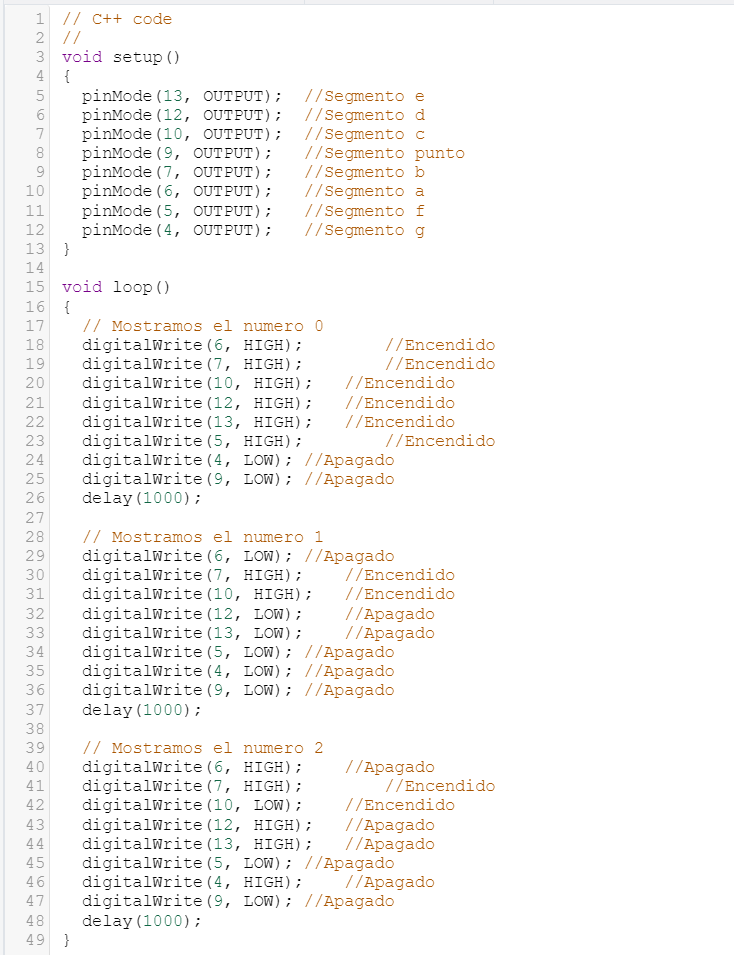 1 // C++ code
2 //
3 void setup()
4 {
5 pinMode(13, OUTPUT); //Segmento e
6 pinMode(12, OUTPUT); //Segmento d
7 pinMode(10, OUTPUT); //Segmento c
8 pinMode(9, OUTPUT); //Segmento punto
9 pinMode(7, OUTPUT); //Segmento b
10 pinMode(6, OUTPUT); //Segmento a
11 pinMode(5, OUTPUT); //Segmento f
12 pinMode(4, OUTPUT); //Segmento g
13 }
14
15 void loop()
16 {
17 // Mostramos el numero 0
18 digitalWrite(6, HIGH); //Encendido
19 digitalWrite(7, HIGH); //Encendido
20 digitalWrite(10, HIGH); //Encendido
21 digitalWrite(12, HIGH); //Encendido
22 digitalWrite(13, HIGH); //Encendido
23 digitalWrite(5, HIGH); //Encendido
24 digitalWrite(4, LOW); //Apagado
25 digitalWrite(9, LOW); //Apagado
26 delay(1000);
27
28 // Mostramos el numero 1
29 digitalWrite(6, LOW); //Apagado
30 digitalWrite(7, HIGH); //Encendido
31 digitalWrite(10, HIGH); //Encendido
32 digitalWrite(12, LOW); //Apagado
33 digitalWrite(13, LOW); //Apagado
34 digitalWrite(5, LOW); //Apagado
35 digitalWrite(4, LOW); //Apagado
36 digitalWrite(9, LOW); //Apagado
37 delay(1000);
38
39 // Mostramos el numero 2
40 digitalWrite(6, HIGH); //Apagado
41 digitalWrite(7, HIGH); //Encendido
42 digitalWrite(10, LOW); //Encendido
43 digitalWrite(12, HIGH); //Apagado
44 digitalWrite(13, HIGH); //Apagado
45 digitalWrite(5, LOW); //Apagado
46 digitalWrite(4, HIGH); //Apagado
47 digitalWrite(9, LOW); //Apagado
48 delay(1000);
49 }